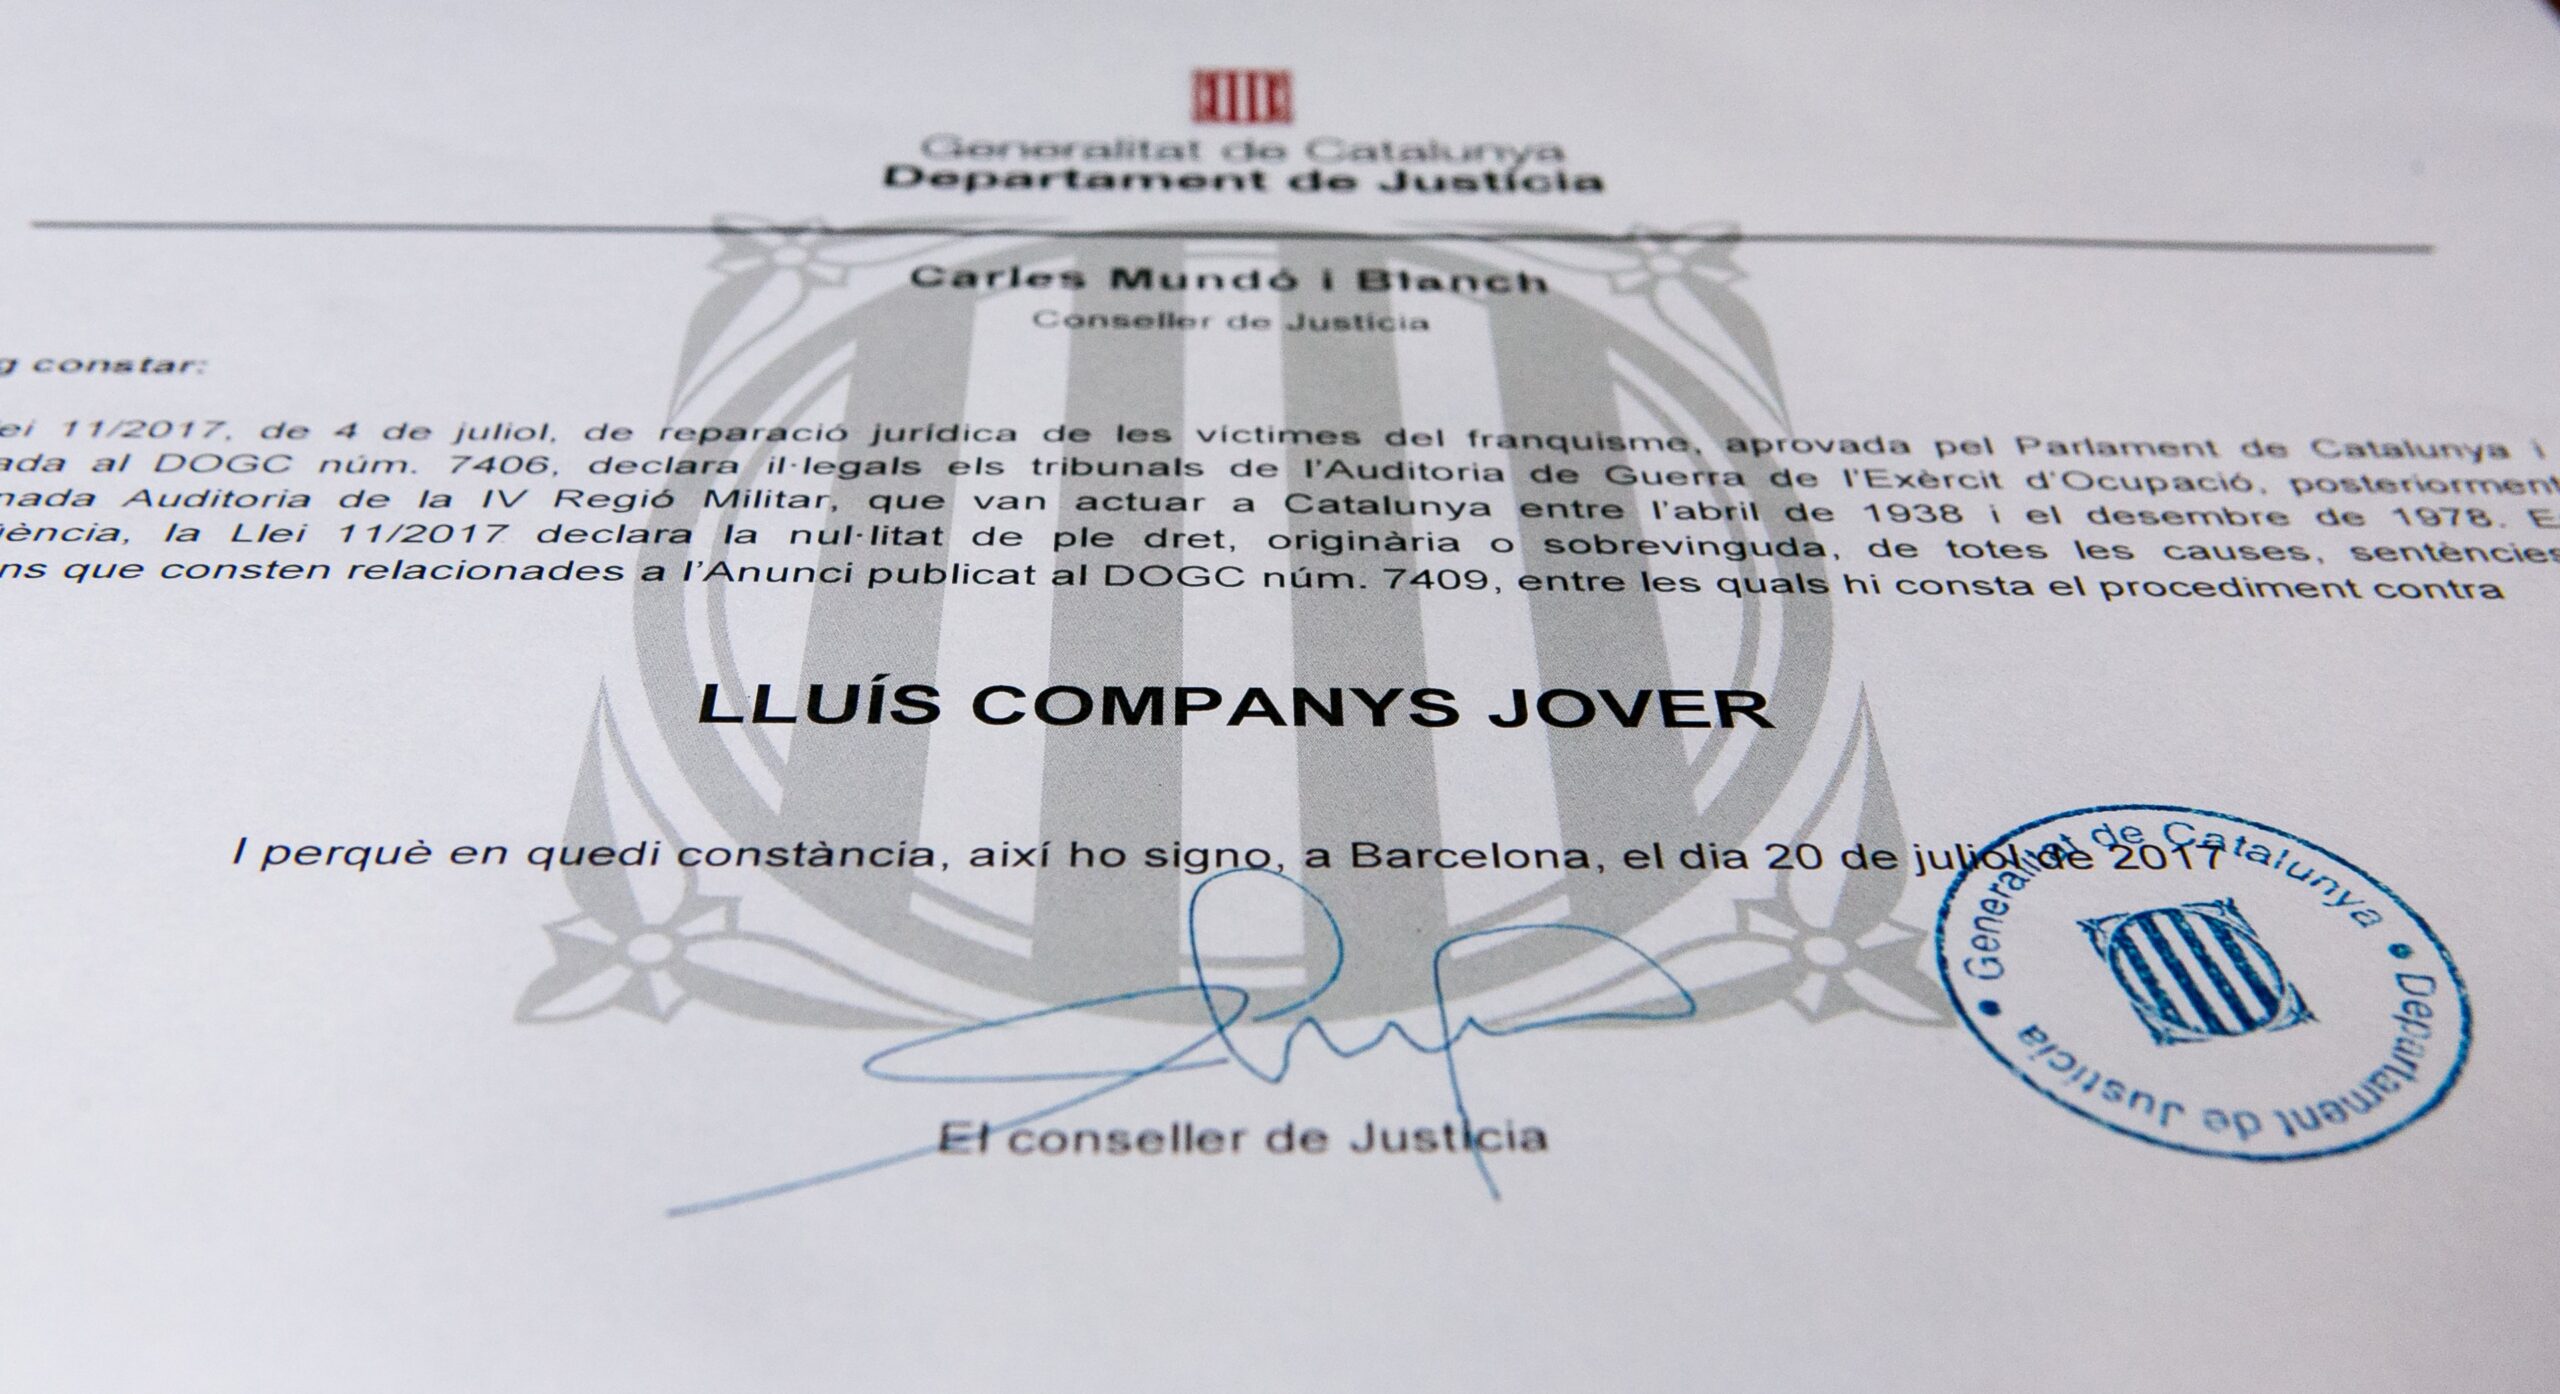 Generalitat de Catalunya
Departament de Justícia
Carles Mundó i Blanch
Conseller de Justícia
constar:
11/2017, de 4 de juliol, de reparació jurídica de les víctimes del franquisme, aprovada pel Parlament de Catalunya i
al DOGC núm. 7406, declara il·legals els tribunals de l'Auditoria de Guerra de l'Exèrcit d'Ocupació, posteriorment
Auditoria de la IV Regió Militar, que van actuar a Catalunya entre l'abril de 1938 i el desembre de 1978.
la Llei 11/2017 declara la nul·litat de ple dret, originària o sobrevinguda, de totes les causes, sentències
que consten relacionades a l'Anunci publicat al DOGC núm. 7409, entre les quals hi consta el procediment contra
LLUÍS COMPANYS JOVER
I perquè en quedi constància, així ho signo, a Barcelona, el dia 20 de juliol de 2017
El conseller de Justícia
• Generalitat de Catalunya • Departament de Justícia